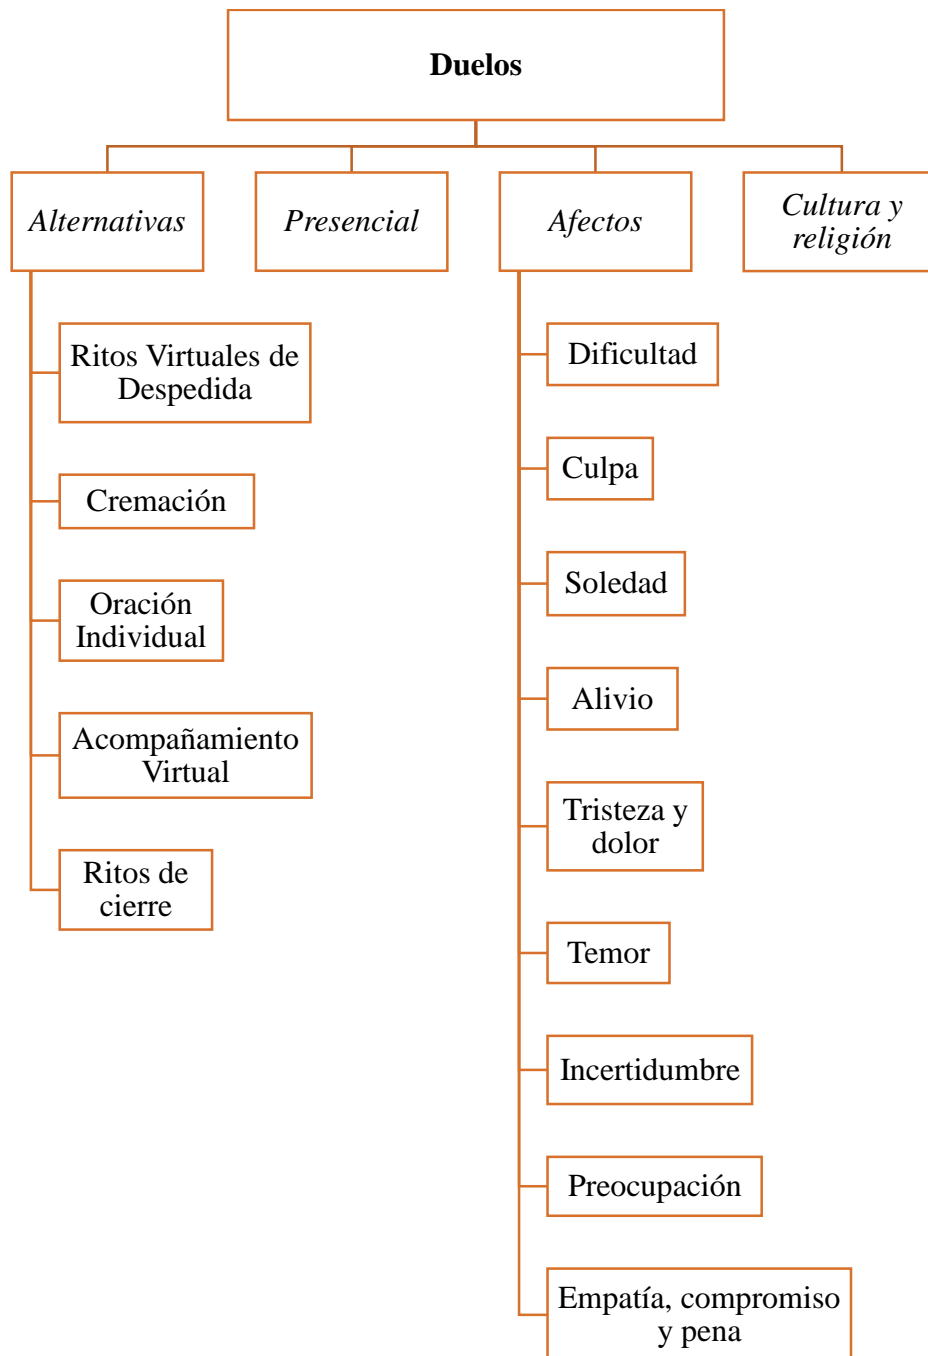 Duelos
Alternativas
Presencial
Afectos
Cultura y
religión
Ritos Virtuales de
Despedida
Cremación
Oración
Individual
Acompañamiento
Virtual
Ritos de
cierre
Dificultad
Culpa
Soledad
Alivio
Tristeza y
dolor
Temor
Incertidumbre
Preocupación
Empatía, compromiso
y pena